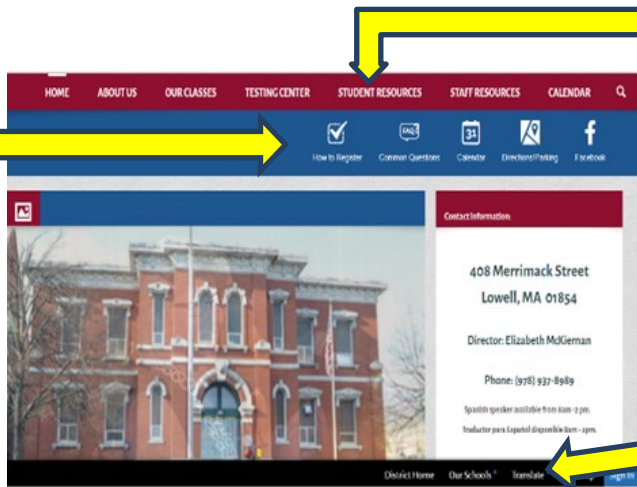 HOME ABOUT US OUR CLASSES TESTING CENTER STUDENT RESOURCES STAFF RESOURCES CALENDAR
FAQ 31
How to Register Common Questions Calendar Directions/Parking Facebook
Contact Information:
408 Merrimack Street
Lowell, MA 01854
Director: Elizabeth McKiernan
Phone: (978) 937-8989
Spanish speaker available from 8am - 2 pm.
Traductor para Español disponible 8am - 2pm.
District Home Our Schools Translate Sign In